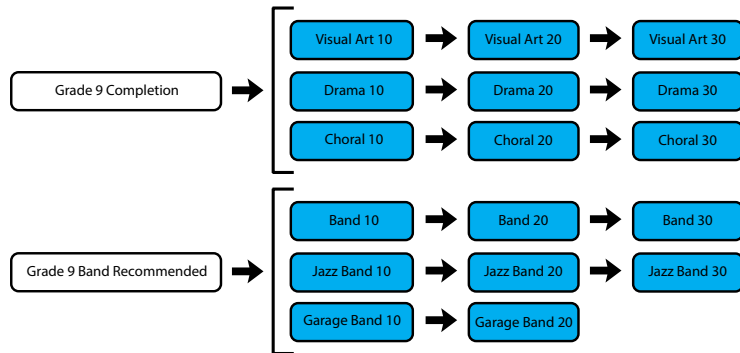 Visual Art 10 Visual Art 20 Visual Art 30
Grade 9 Completion Drama 10 Drama 20 Drama 30
Choral 10 Choral 20 Choral 30
Band 10 Band 20 Band 30
Grade 9 Band Recommended Jazz Band 10 Jazz Band 20 Jazz Band 30
Garage Band 10 Garage Band 20